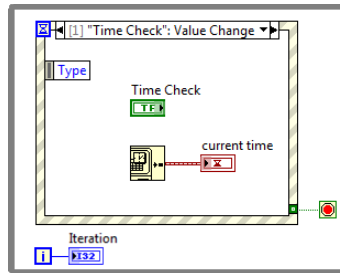 [1] "Time Check": Value Change
Type
Time Check
TF
current time
Iteration
i
I32